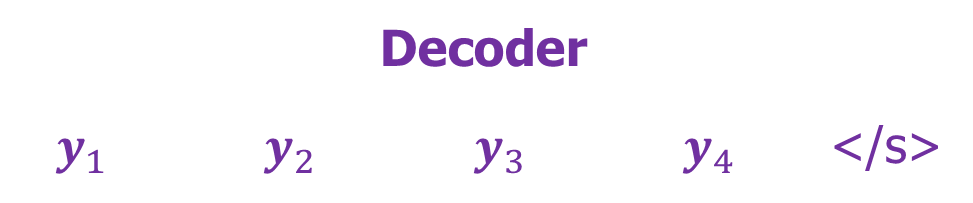 Decoder
y₁ y₂ y₃ y₄ </s>